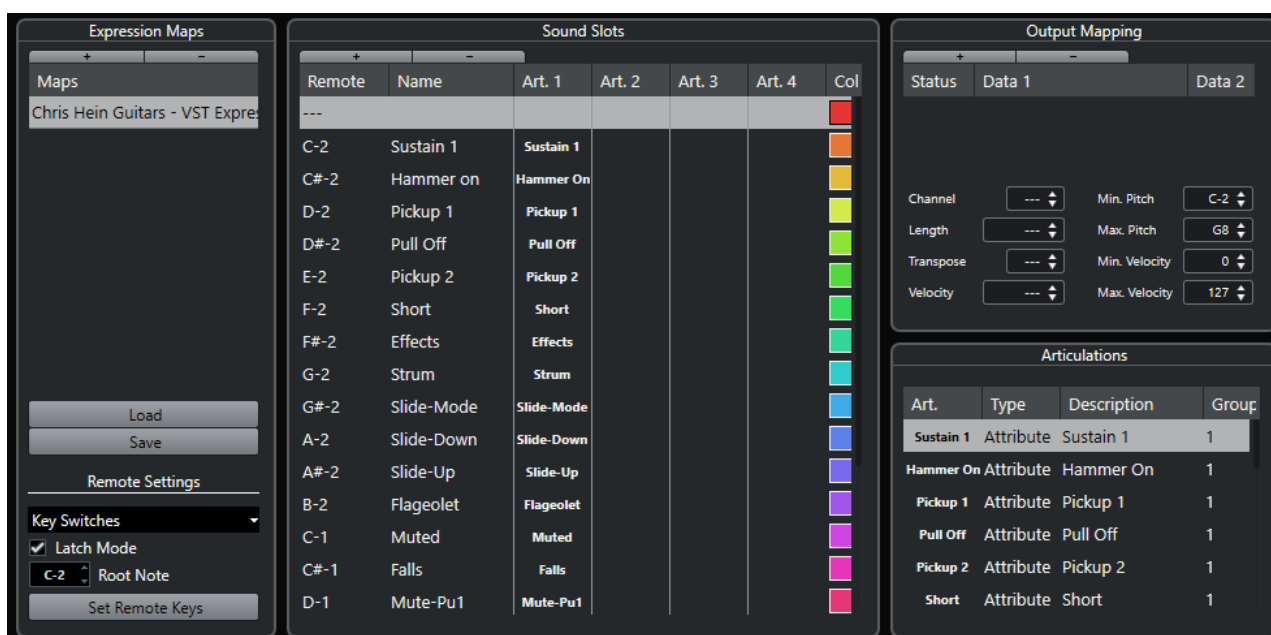 Expression Maps
+ -
Maps
Chris Hein Guitars - VST Expres
Load
Save
Remote Settings
Key Switches
Latch Mode
C-2 Root Note
Set Remote Keys
Sound Slots
+ -
Remote Name Art. 1 Art. 2 Art. 3 Art. 4 Col
---
C-2 Sustain 1 Sustain 1
C#-2 Hammer on Hammer On
D-2 Pickup 1 Pickup 1
D#-2 Pull Off Pull Off
E-2 Pickup 2 Pickup 2
F-2 Short Short
F#-2 Effects Effects
G-2 Strum Strum
G#-2 Slide-Mode Slide-Mode
A-2 Slide-Down Slide-Down
A#-2 Slide-Up Slide-Up
B-2 Flageolet Flageolet
C-1 Muted Muted
C#-1 Falls Falls
D-1 Mute-Pu1 Mute-Pu1
Output Mapping
+ -
Status Data 1 Data 2
Channel --- Min. Pitch C-2
Length --- Max. Pitch G8
Transpose --- Min. Velocity 0
Velocity --- Max. Velocity 127
Articulations
Art. Type Description Group
Sustain 1 Attribute Sustain 1 1
Hammer On Attribute Hammer On 1
Pickup 1 Attribute Pickup 1 1
Pull Off Attribute Pull Off 1
Pickup 2 Attribute Pickup 2 1
Short Attribute Short 1